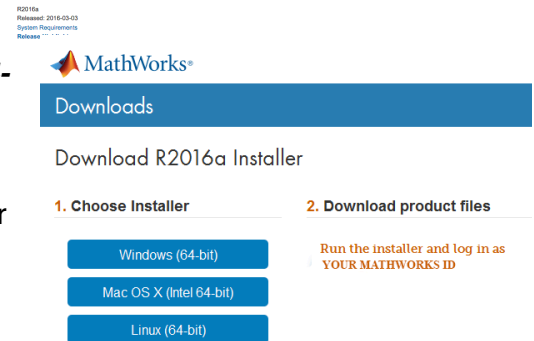 R2016a
Released: 2016-03-03
System Requirements
Release
MathWorks®
Downloads
Download R2016a Installer
1. Choose Installer
Windows (64-bit)
Mac OS X (Intel 64-bit)
Linux (64-bit)
2. Download product files
Run the installer and log in as
YOUR MATHWORKS ID